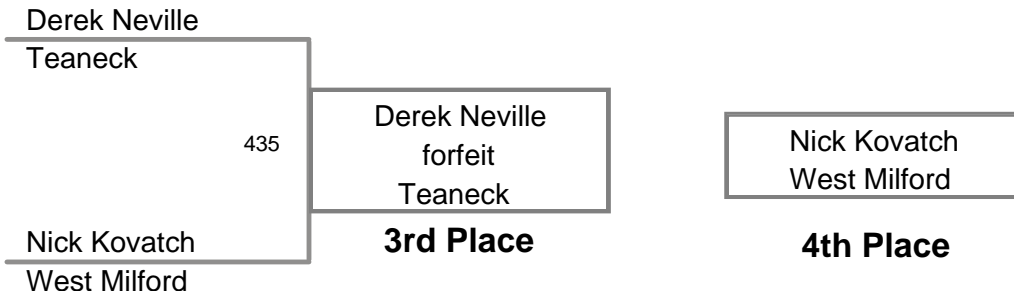 Derek Neville
Teaneck
435
Nick Kovatch
West Milford
Derek Neville
forfeit
Teaneck
3rd Place
Nick Kovatch
West Milford
4th Place